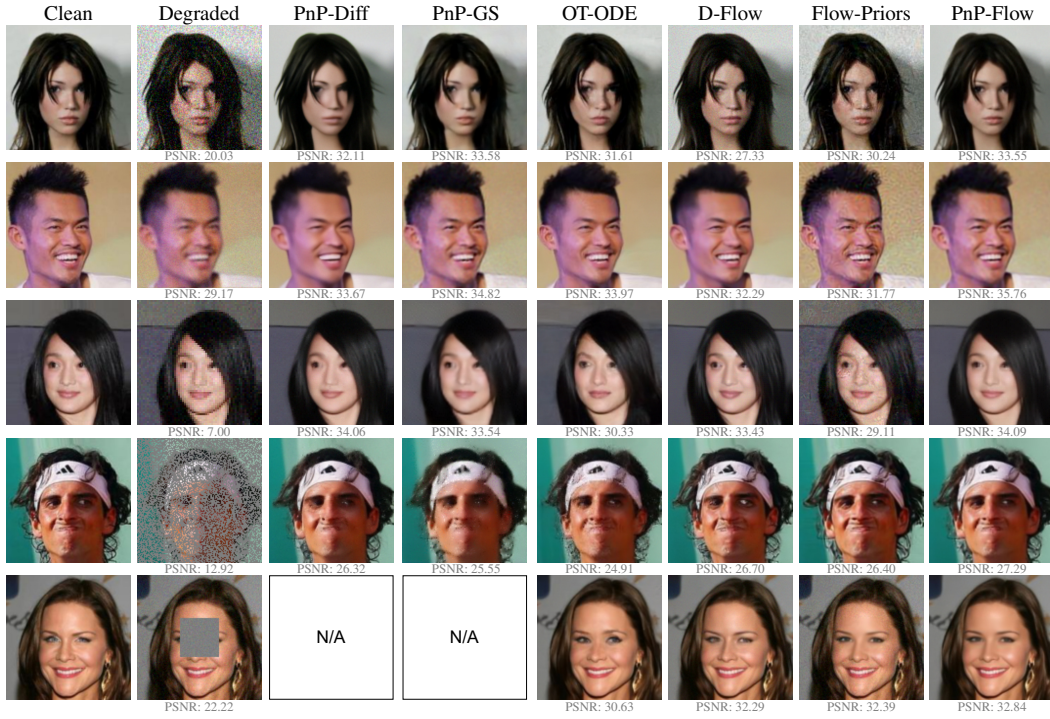 Clean Degraded PnP-Diff PnP-GS OT-ODE D-Flow Flow-Priors PnP-Flow
PSNR: 20.03 PSNR: 32.11 PSNR: 33.58 PSNR: 31.61 PSNR: 27.33 PSNR: 30.24 PSNR: 33.55
PSNR: 29.17 PSNR: 33.67 PSNR: 34.82 PSNR: 33.97 PSNR: 32.29 PSNR: 31.77 PSNR: 35.76
PSNR: 7.00 PSNR: 34.06 PSNR: 33.54 PSNR: 30.33 PSNR: 33.43 PSNR: 29.11 PSNR: 34.09
PSNR: 12.92 PSNR: 26.32 PSNR: 25.55 PSNR: 24.91 PSNR: 26.70 PSNR: 26.40 PSNR: 27.29
N/A N/A
PSNR: 22.22 PSNR: 30.63 PSNR: 32.29 PSNR: 32.39 PSNR: 32.84